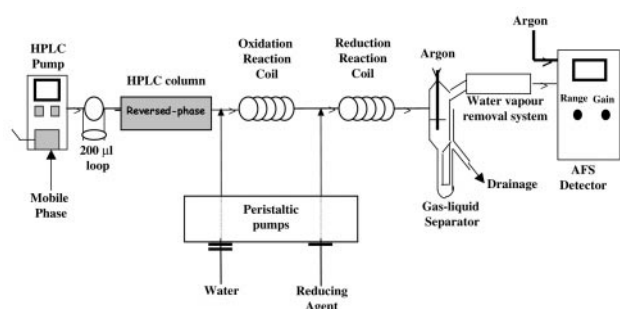 HPLC
Pump
200 µl
loop
Mobile
Phase
HPLC column
Reversed-phase
Oxidation
Reaction
Coil
Reduction
Reaction
Coil
Peristaltic
pumps
Water
Reducing
Agent
Argon
Water vapour
removal system
Drainage
Gas-liquid
Separator
Argon
Range Gain
AFS
Detector